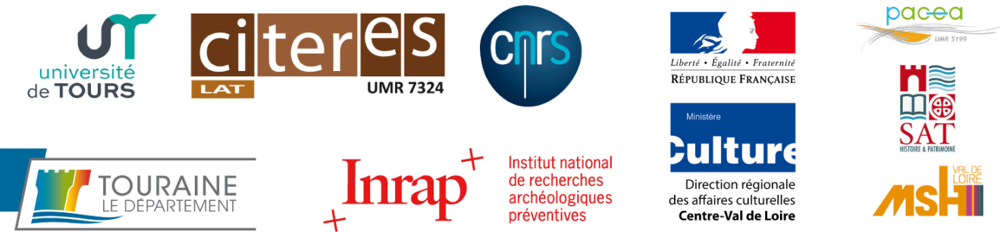 UT
université
de TOURS
citeres
LAT
UMR 7324
cnrs
Liberté • Égalité • Fraternité
RÉPUBLIQUE FRANÇAISE
pacea
UMR 5199
Ministère
Culture
Direction régionale
des affaires culturelles
Centre-Val de Loire
SAT
HISTOIRE & PATRIMOINE
TOURAINE
LE DÉPARTEMENT
Inrap
Institut national
de recherches
archéologiques
préventives
VAL DE
LOIRE
MSH